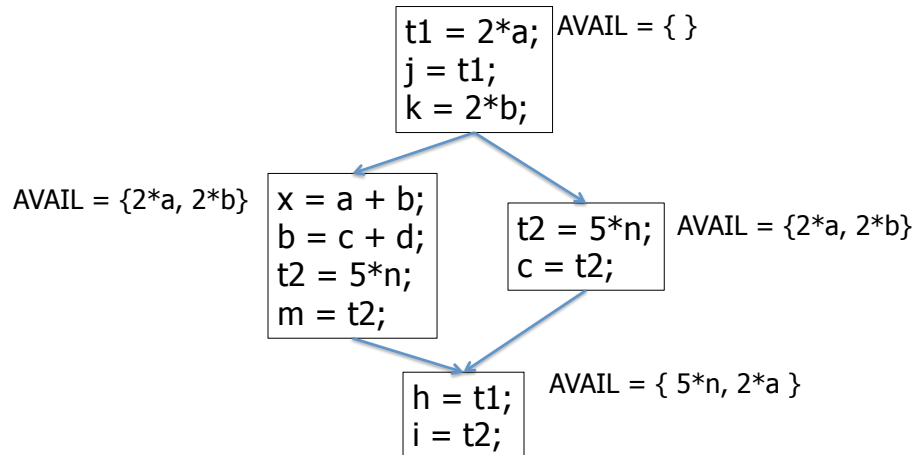 t1 = 2*a;
j = t1;
k = 2*b;
AVAIL = { }
AVAIL = {2*a, 2*b}
x = a + b;
b = c + d;
t2 = 5*n;
m = t2;
t2 = 5*n;
c = t2;
AVAIL = {2*a, 2*b}
h = t1;
i = t2;
AVAIL = { 5*n, 2*a }